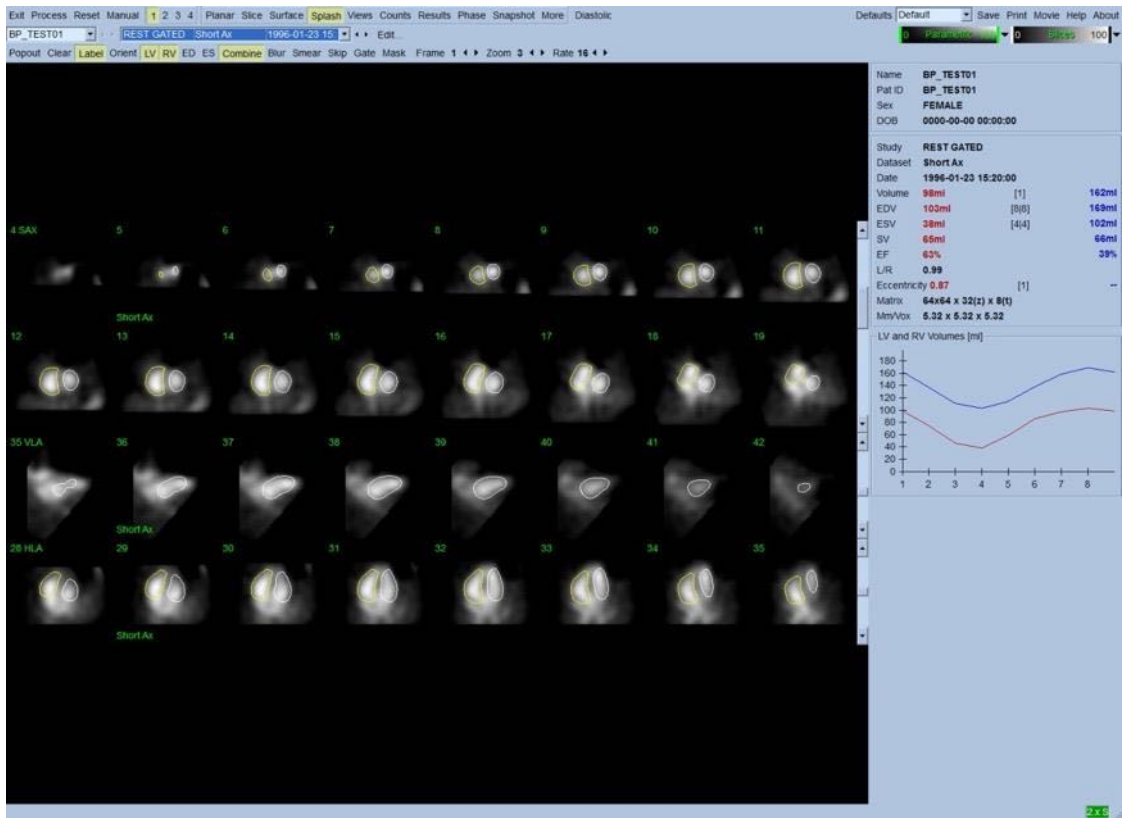 Exit Process Reset Manual 1 2 3 4 Planar Slice Surface Splash Views Counts Results Phase Snapshot More Diastolic Defaults Default Save Print Movie Help About
BP_TEST01 REST GATED Short Ax 1996-01-23 15: Edit... 0 Parametric 0 Slices 100
Popout Clear Label Orient LV RV ED ES Combine Blur Smear Skip Gate Mask Frame 1 Zoom 3 Rate 16
Name BP_TEST01
Pat ID BP_TEST01
Sex FEMALE
DOB 0000-00-00 00:00:00
Study REST GATED
Dataset Short Ax
Date 1996-01-23 15:20:00
Volume 98ml [1] 162ml
EDV 103ml [8|8] 169ml
ESV 38ml [4|4] 102ml
SV 65ml 66ml
EF 63% 39%
L/R 0.99
Eccentricity 0.87 [1] --
Matrix 64x64 x 32(z) x 8(t)
Mm/Vox 5.32 x 5.32 x 5.32
LV and RV Volumes [ml]
180
160
140
120
100
80
60
40
20
0
1 2 3 4 5 6 7 8
4 SAX 5 6 7 8 9 10 11
Short Ax
12 13 14 15 16 17 18 19
35 VLA 36 37 38 39 40 41 42
Short Ax
28 HLA 29 30 31 32 33 34 35
Short Ax
2 x S